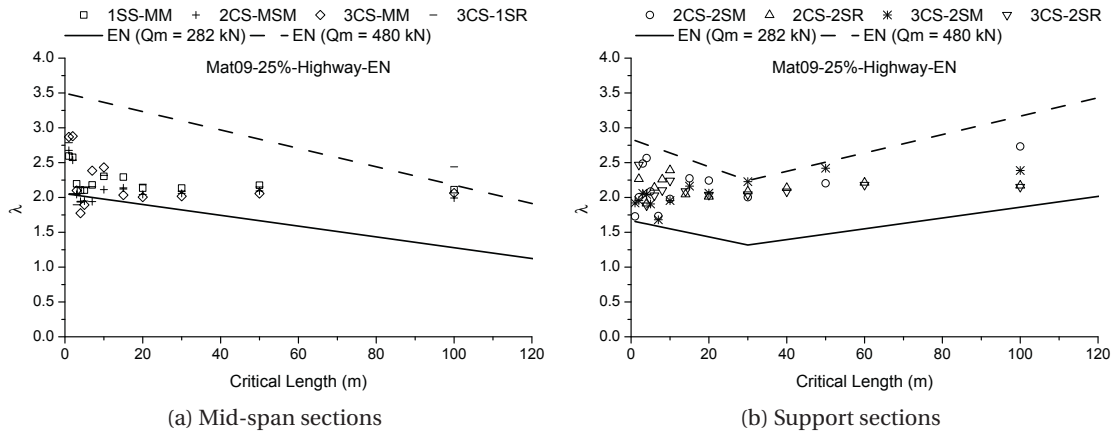 1SS-MM 2CS-MSM 3CS-MM 3CS-1SR
EN (Qm = 282 kN) EN (Qm = 480 kN)
Mat09-25%-Highway-EN
4.0
3.5
3.0
2.5
2.0
1.5
1.0
0.5
0.0
λ
0 20 40 60 80 100 120
Critical Length (m)
(a) Mid-span sections
2CS-2SM 2CS-2SR 3CS-2SM 3CS-2SR
EN (Qm = 282 kN) EN (Qm = 480 kN)
Mat09-25%-Highway-EN
4.0
3.5
3.0
2.5
2.0
1.5
1.0
0.5
0.0
λ
0 20 40 60 80 100 120
Critical Length (m)
(b) Support sections